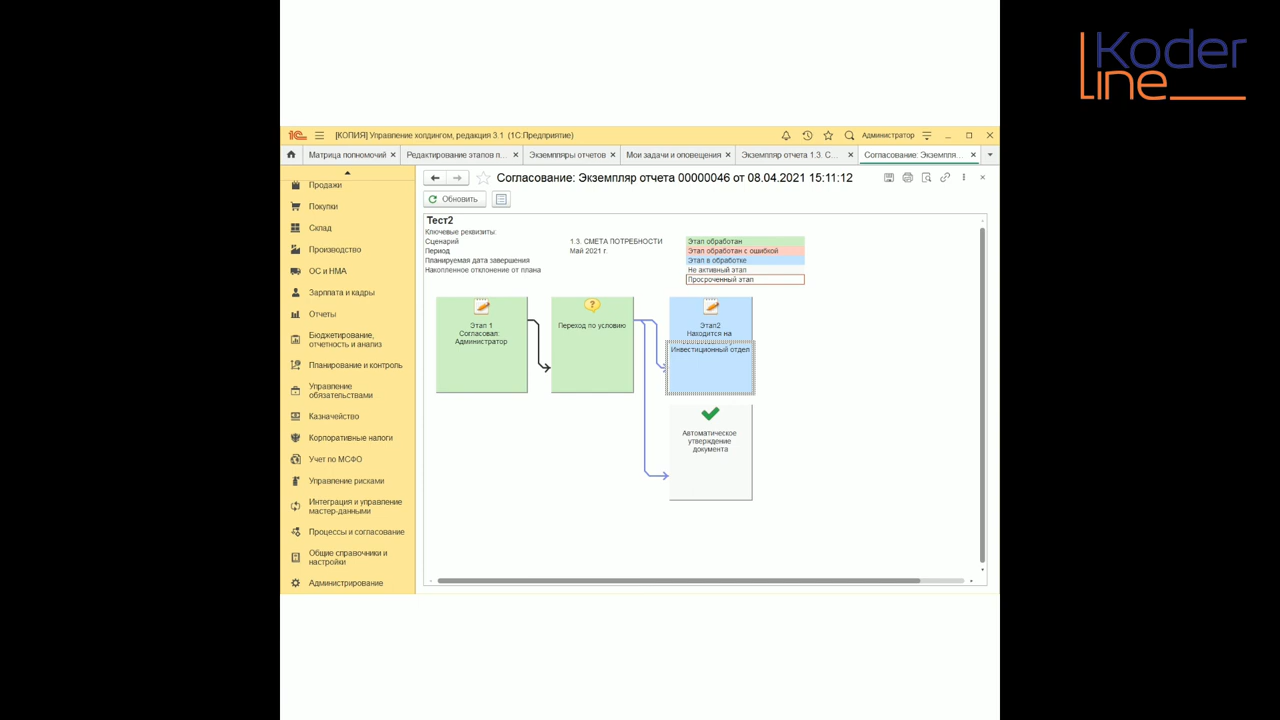 Koder
line
1С
[КОПИЯ] Управление холдингом, редакция 3.1 (1С:Предприятие)
Администратор
Матрица полномочий
Редактирование этапов п...
Экземпляры отчетов
Мои задачи и оповещения
Экземпляр отчета 1.3. С...
Согласование: Экземпля...
Продажи
Покупки
Склад
Производство
ОС и НМА
Зарплата и кадры
Отчеты
Бюджетирование,
отчетность и анализ
Планирование и контроль
Управление
обязательствами
Казначейство
Корпоративные налоги
Учет по МСФО
Управление рисками
Интеграция и управление
мастер-данными
Процессы и согласование
Общие справочники и
настройки
Администрирование
Согласование: Экземпляр отчета 00000046 от 08.04.2021 15:11:12
Обновить
Тест2
Ключевые реквизиты:
Сценарий 1.3. СМЕТА ПОТРЕБНОСТИ
Период Май 2021 г.
Планируемая дата завершения
Накопленное отклонение от плана
Этап обработан
Этап обработан с ошибкой
Этап в обработке
Не активный этап
Просроченный этап
Этап 1
Согласовал:
Администратор
?
Переход по условию
Этап2
Находится на
Инвестиционный отдел
Автоматическое
утверждение
документа